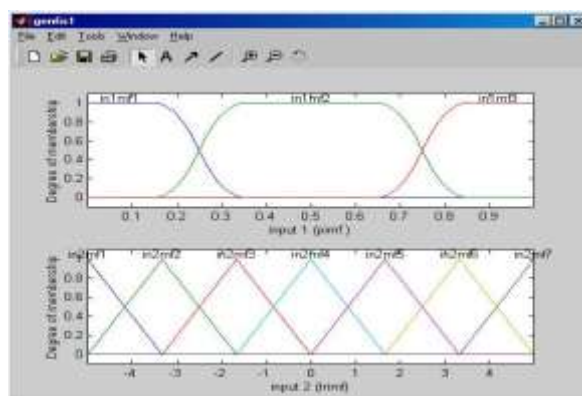 genfis1
File Edit Tools Window Help
in1mf1 in1mf2 in1mf3
Degree of membership
1
0.8
0.6
0.4
0.2
0
0.1 0.2 0.3 0.4 0.5 0.6 0.7 0.8 0.9
input 1 (pimf)
in2mf1 in2mf2 in2mf3 in2mf4 in2mf5 in2mf6 in2mf7
Degree of membership
0.8
0.6
0.4
0.2
0
-4 -3 -2 -1 0 1 2 3 4
input 2 (trimf)